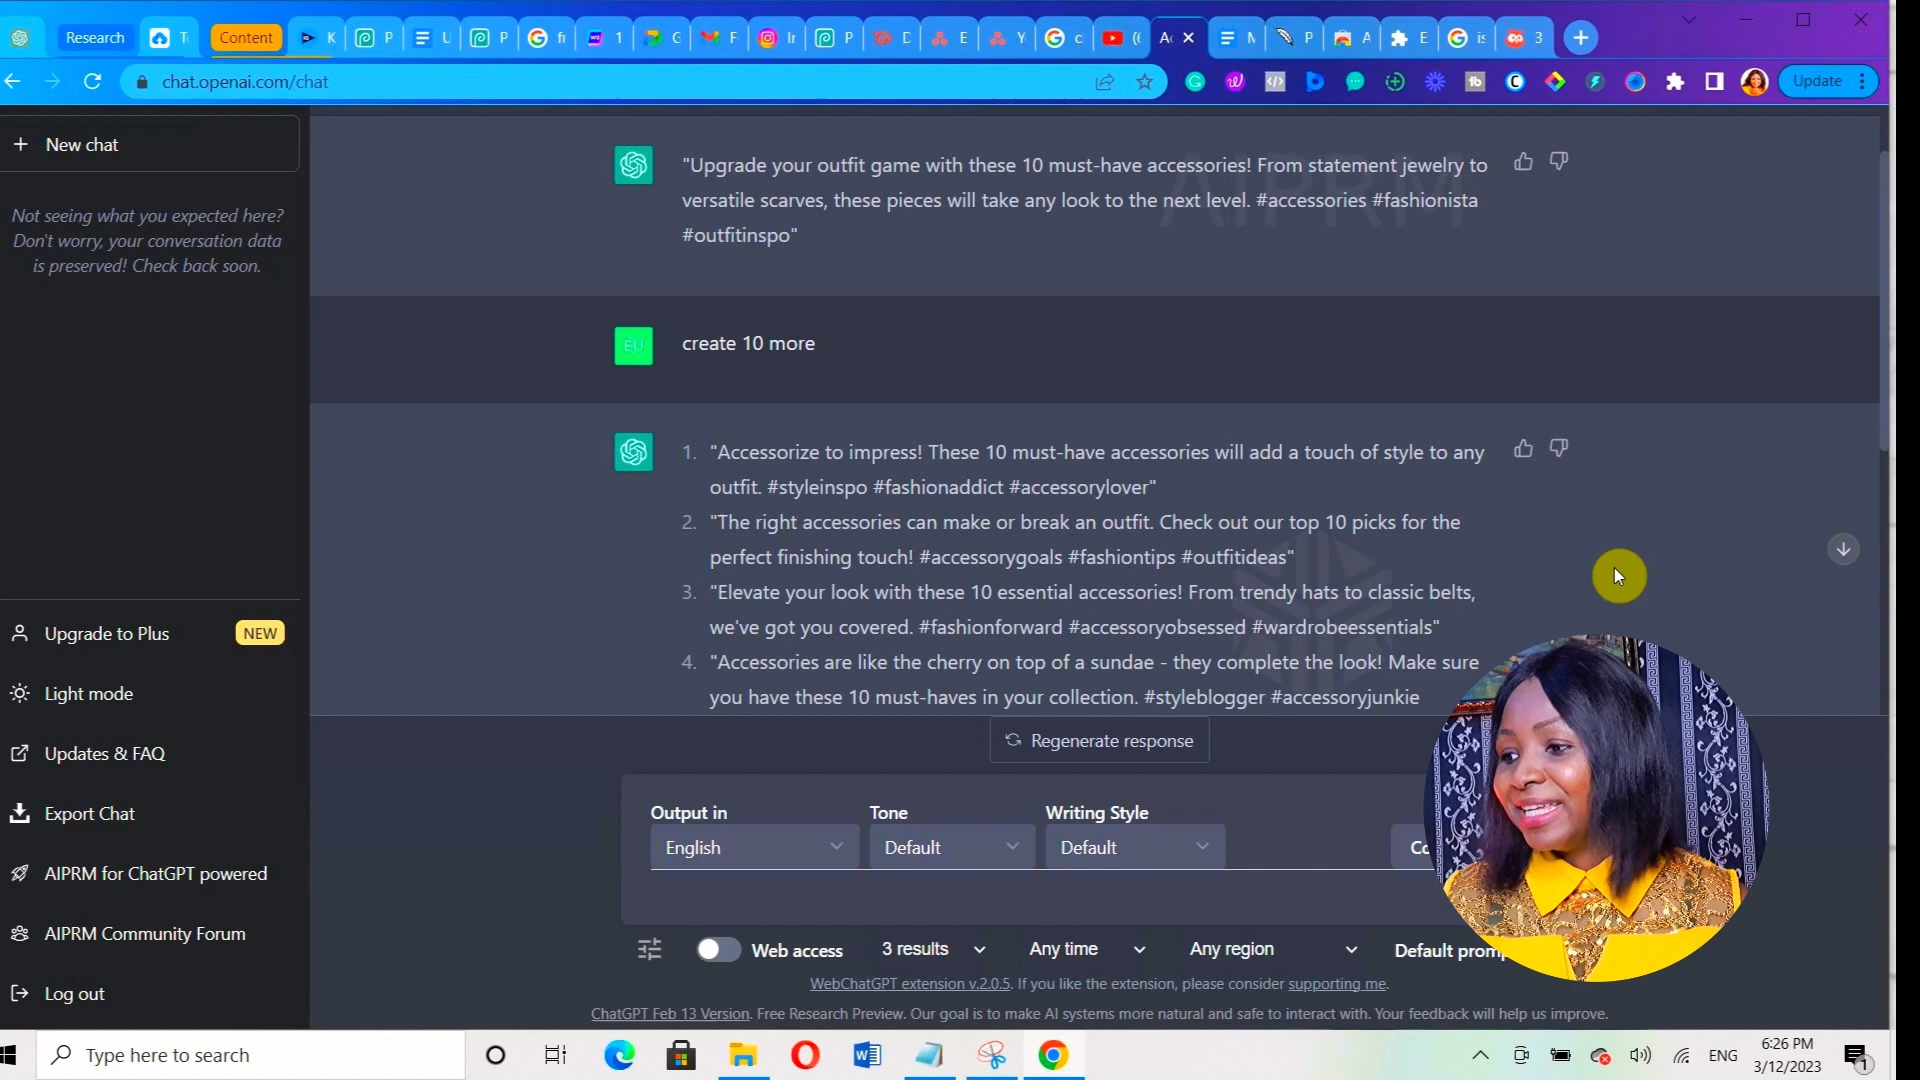 Research
Content
Update
chat.openai.com/chat
New chat
Not seeing what you expected here?
Don't worry, your conversation data
is preserved! Check back soon.
"Upgrade your outfit game with these 10 must-have accessories! From statement jewelry to
versatile scarves, these pieces will take any look to the next level. #accessories #fashionista
#outfitinspo"
AIPRM
EU
create 10 more
1. "Accessorize to impress! These 10 must-have accessories will add a touch of style to any
outfit. #styleinspo #fashionaddict #accessorylover"
2. "The right accessories can make or break an outfit. Check out our top 10 picks for the
perfect finishing touch! #accessorygoals #fashiontips #outfitideas"
3. "Elevate your look with these 10 essential accessories! From trendy hats to classic belts,
we've got you covered. #fashionforward #accessoryobsessed #wardrobeessentials"
4. "Accessories are like the cherry on top of a sundae - they complete the look! Make sure
you have these 10 must-haves in your collection. #styleblogger #accessoryjunkie
Upgrade to Plus NEW
Light mode
Updates & FAQ
Export Chat
AIPRM for ChatGPT powered
AIPRM Community Forum
Log out
Regenerate response
Output in Tone Writing Style
English Default Default
Web access 3 results Any time Any region Default
WebChatGPT extension v.2.0.5. If you like the extension, please consider supporting me.
ChatGPT Feb 13 Version. Free Research Preview. Our goal is to make AI systems more natural and safe to interact with. Your feedback will help us improve.
Type here to search
ENG
6:26 PM
3/12/2023